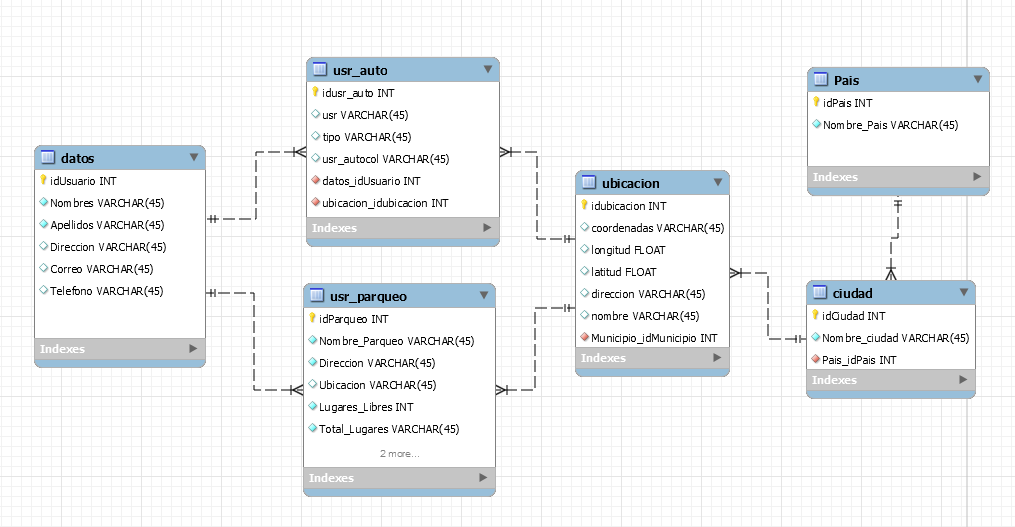 datos
idUsuario INT
Nombres VARCHAR(45)
Apellidos VARCHAR(45)
Direccion VARCHAR(45)
Correo VARCHAR(45)
Telefono VARCHAR(45)
Indexes
usr_auto
idusr_auto INT
usr VARCHAR(45)
tipo VARCHAR(45)
usr_autocol VARCHAR(45)
datos_idUsuario INT
ubicacion_idubicacion INT
Indexes
usr_parqueo
idParqueo INT
Nombre_Parqueo VARCHAR(45)
Direccion VARCHAR(45)
Ubicacion VARCHAR(45)
Lugares_Libres INT
Total_Lugares VARCHAR(45)
2 more...
Indexes
ubicacion
idubicacion INT
coordenadas VARCHAR(45)
longitud FLOAT
latitud FLOAT
direccion VARCHAR(45)
nombre VARCHAR(45)
Municipio_idMunicipio INT
Indexes
Pais
idPais INT
Nombre_Pais VARCHAR(45)
Indexes
ciudad
idCiudad INT
Nombre_ciudad VARCHAR(45)
Pais_idPais INT
Indexes